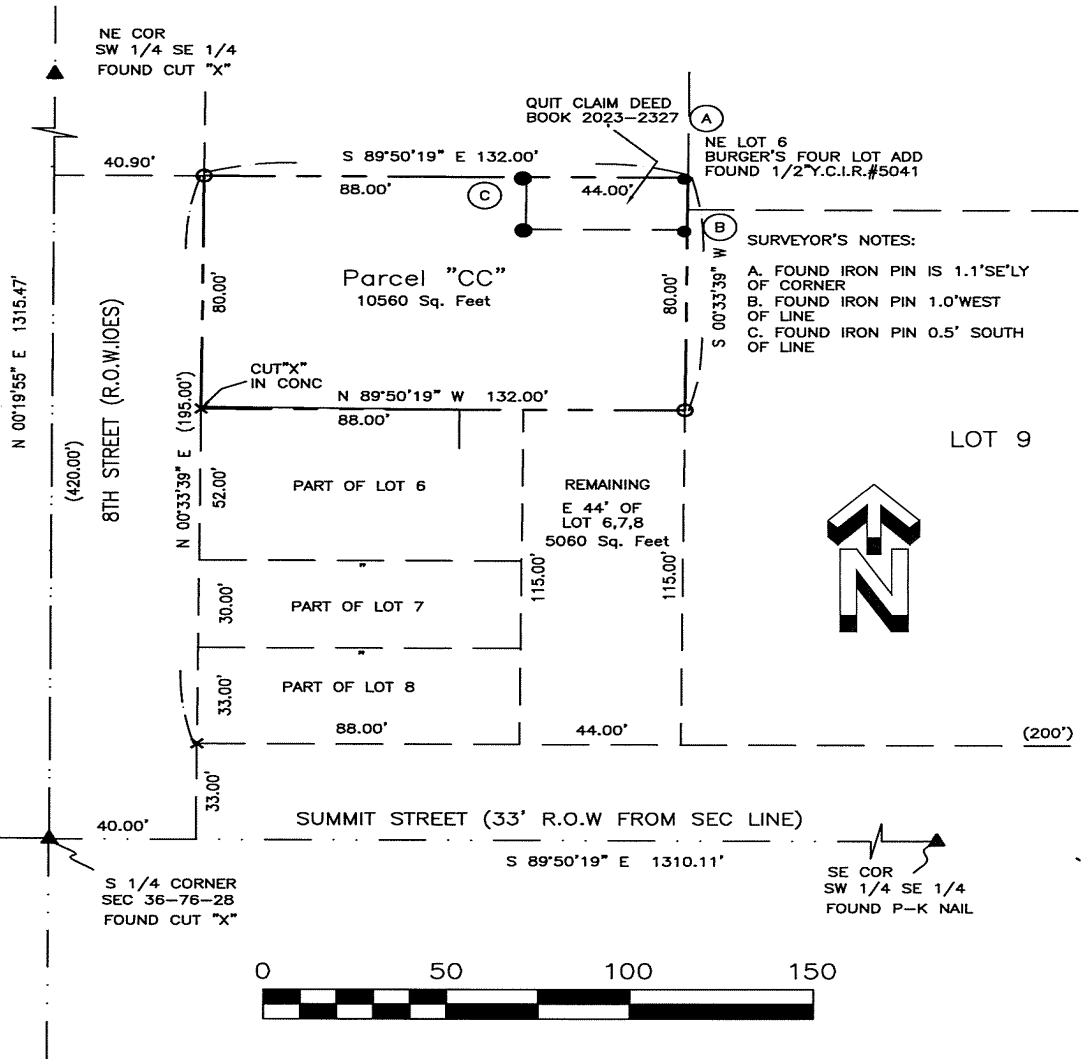 NE COR
SW 1/4 SE 1/4
FOUND CUT "X"
QUIT CLAIM DEED
BOOK 2023-2327
A
NE LOT 6
BURGER'S FOUR LOT ADD
FOUND 1/2"Y.C.I.R.#5041
40.90'
S 89°50'19" E 132.00'
88.00'
C
44.00'
B
SURVEYOR'S NOTES:
A. FOUND IRON PIN IS 1.1'SE'LY
OF CORNER
B. FOUND IRON PIN 1.0'WEST
OF LINE
C. FOUND IRON PIN 0.5' SOUTH
OF LINE
Parcel "CC"
10560 Sq. Feet
80.00'
80.00'
S 00°33'39" W
N 00°19'55" E 1315.47'
(420.00')
8TH STREET (R.O.W.IOES)
N 00°33'39" E (195.00')
CUT"X"
IN CONC
N 89°50'19" W 132.00'
88.00'
LOT 9
52.00'
PART OF LOT 6
REMAINING
E 44' OF
LOT 6,7,8
5060 Sq. Feet
"
30.00'
PART OF LOT 7
115.00'
115.00'
N
"
33.00'
PART OF LOT 8
88.00'
44.00'
(200')
33.00'
40.00'
SUMMIT STREET (33' R.O.W FROM SEC LINE)
S 89°50'19" E 1310.11'
S 1/4 CORNER
SEC 36-76-28
FOUND CUT "X"
SE COR
SW 1/4 SE 1/4
FOUND P-K NAIL
0 50 100 150